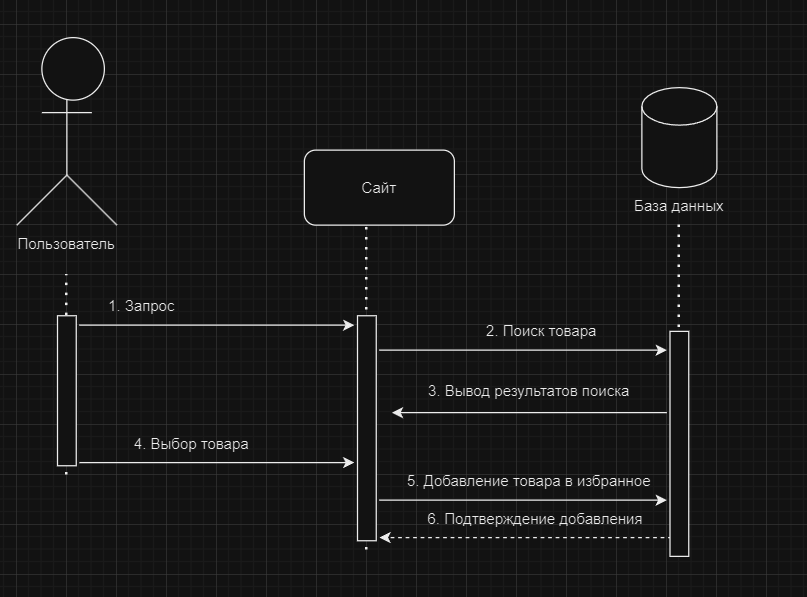 Сайт
База данных
Пользователь
1. Запрос
2. Поиск товара
3. Вывод результатов поиска
4. Выбор товара
5. Добавление товара в избранное
6. Подтверждение добавления